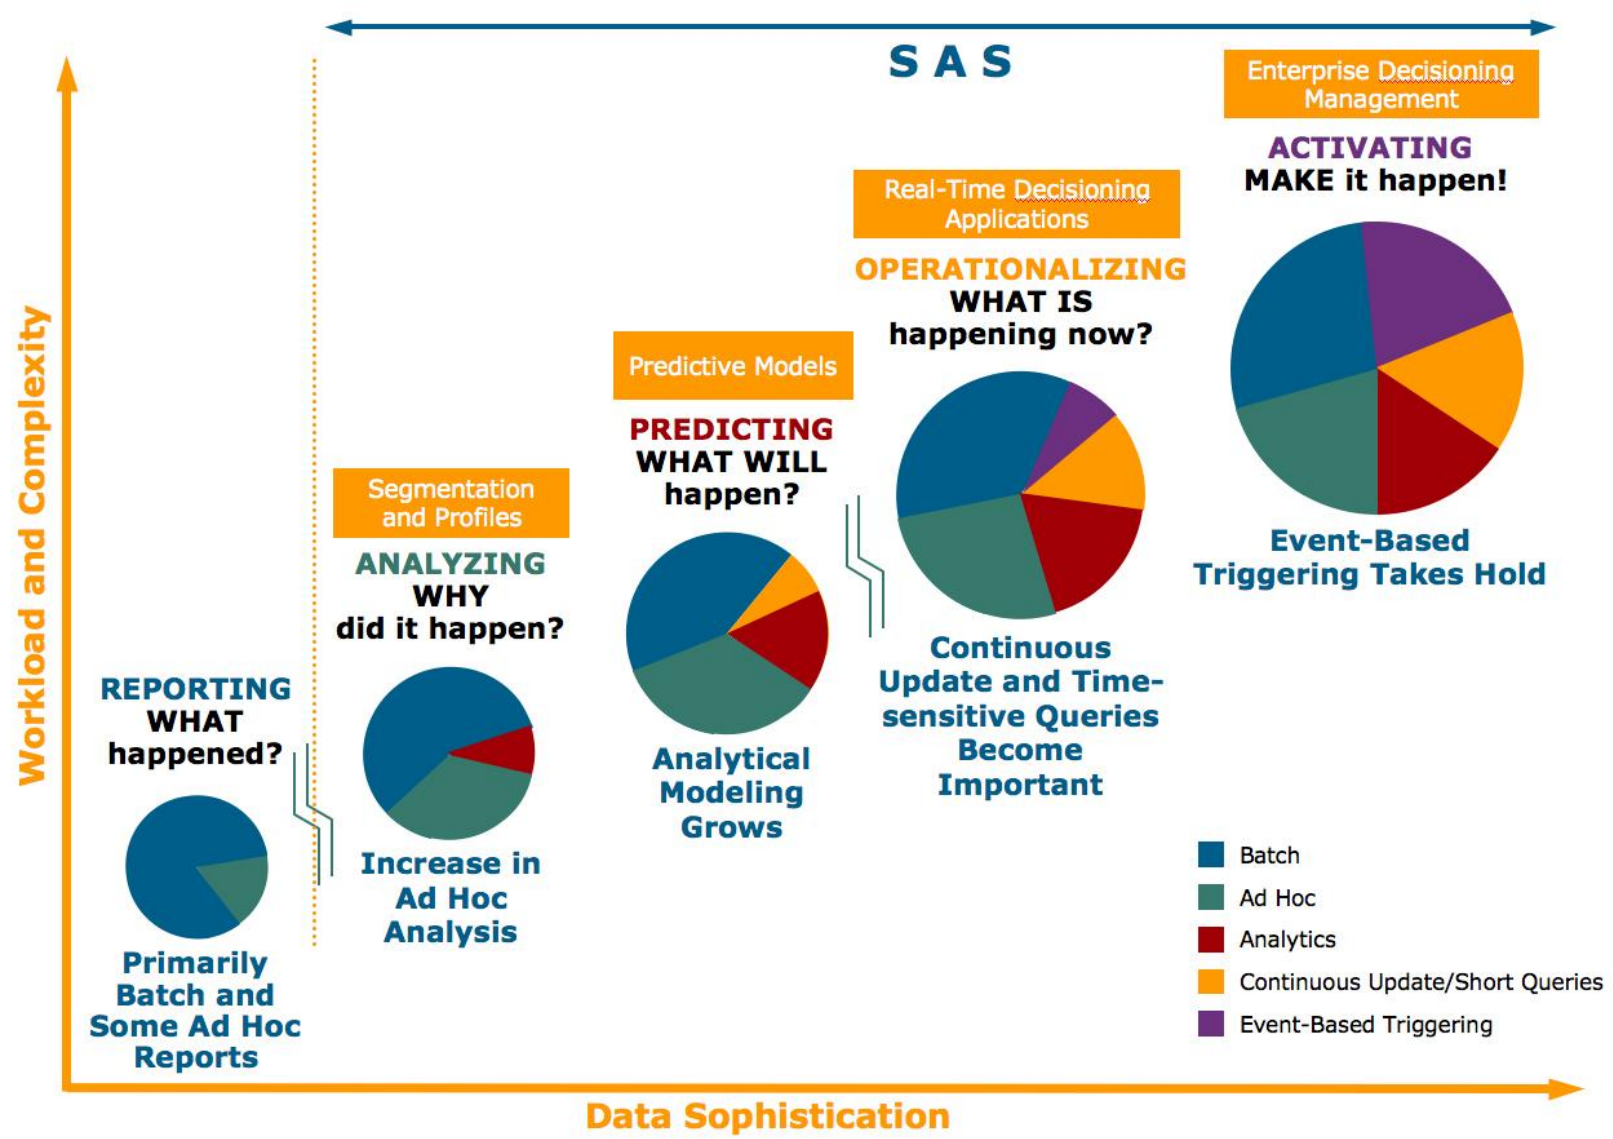 S A S
Enterprise Decisioning
Management
ACTIVATING
MAKE it happen!
Event-Based
Triggering Takes Hold
Real-Time Decisioning
Applications
OPERATIONALIZING
WHAT IS
happening now?
Continuous
Update and Time-
sensitive Queries
Become
Important
Predictive Models
PREDICTING
WHAT WILL
happen?
Analytical
Modeling
Grows
Segmentation
and Profiles
ANALYZING
WHY
did it happen?
Increase in
Ad Hoc
Analysis
REPORTING
WHAT
happened?
Primarily
Batch and
Some Ad Hoc
Reports
Workload and Complexity
Data Sophistication
Batch
Ad Hoc
Analytics
Continuous Update/Short Queries
Event-Based Triggering